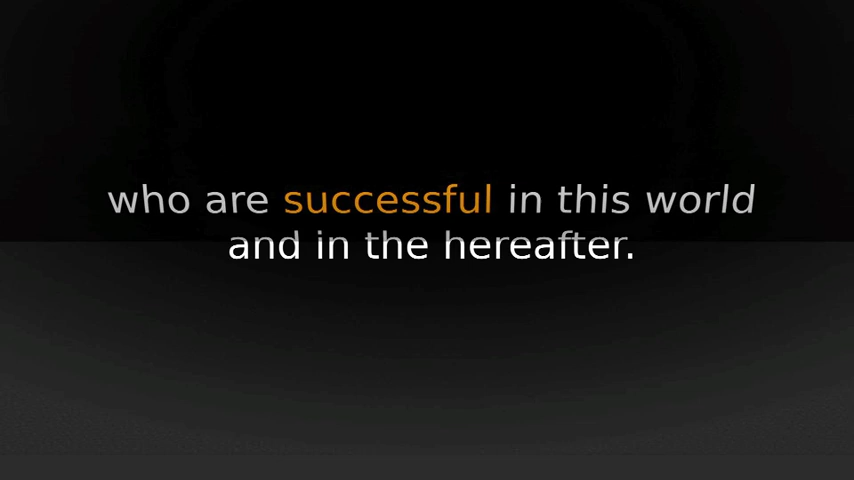 who are successful in this world
and in the hereafter.